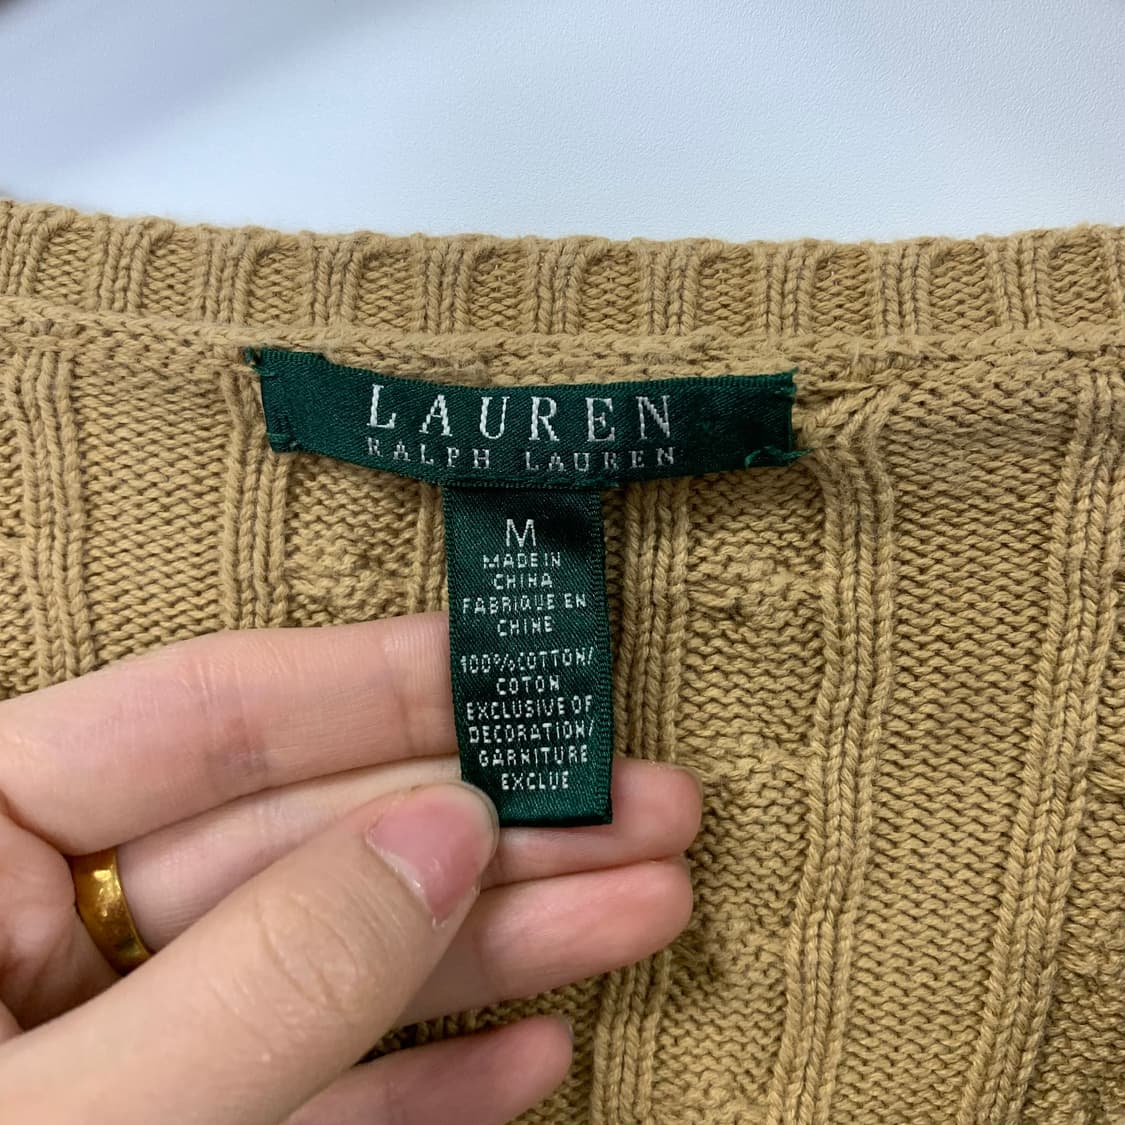 LAUREN
RALPH LAUREN
M
MADE IN
CHINA
FABRIQUE EN
CHINE
100% COTTON/
COTON
EXCLUSIVE OF
DECORATION/
GARNITURE
EXCLUE